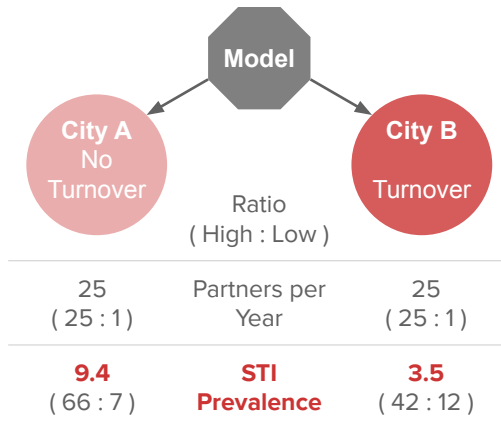 Model
City A
No
Turnover
City B
Turnover
Ratio
( High : Low )
25
( 25 : 1 )
Partners per
Year
25
( 25 : 1 )
9.4
( 66 : 7 )
STI
Prevalence
3.5
( 42 : 12 )